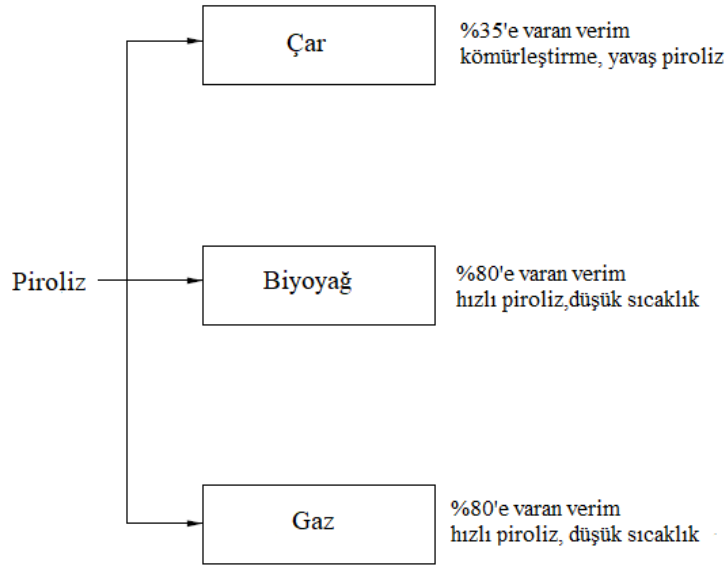 Çar
%35'e varan verim
kömürleştirme, yavaş piroliz
Piroliz
Biyoyağ
%80'e varan verim
hızlı piroliz,düşük sıcaklık
Gaz
%80'e varan verim
hızlı piroliz, düşük sıcaklık